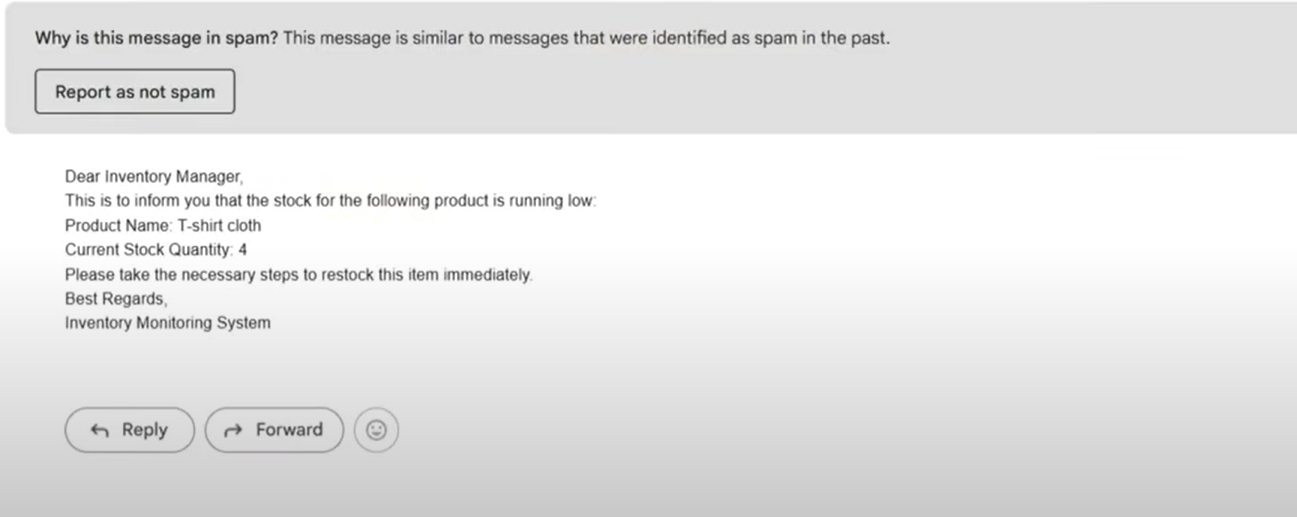 Why is this message in spam? This message is similar to messages that were identified as spam in the past.
Report as not spam
Dear Inventory Manager,
This is to inform you that the stock for the following product is running low:
Product Name: T-shirt cloth
Current Stock Quantity: 4
Please take the necessary steps to restock this item immediately.
Best Regards,
Inventory Monitoring System
Reply
Forward